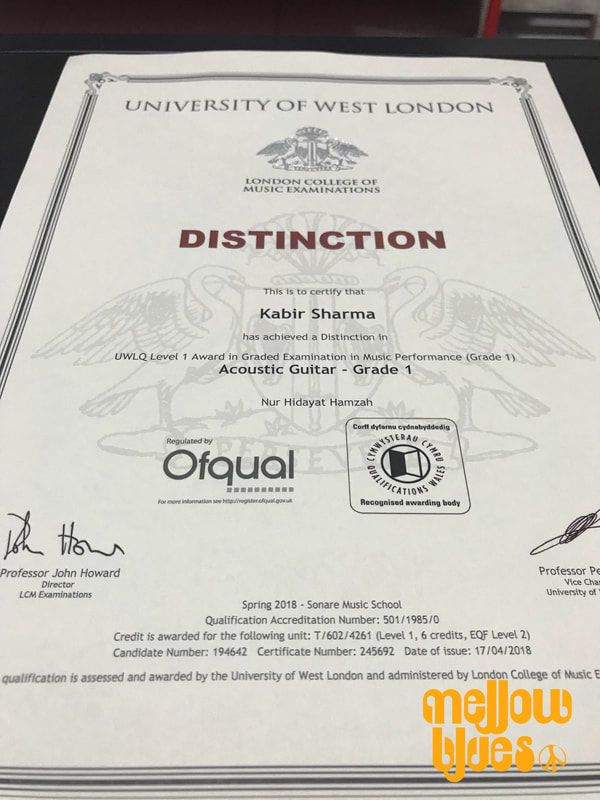 UNIVERSITY OF WEST LONDON
LONDON COLLEGE OF
MUSIC EXAMINATIONS
DISTINCTION
This is to certify that
Kabir Sharma
has achieved a Distinction in
UWLQ Level 1 Award in Graded Examination in Music Performance (Grade 1)
Acoustic Guitar - Grade 1
Nur Hidayat Hamzah
Regulated by
Ofqual
For more information see http://register.ofqual.gov.uk
Corff dyfarnu cydnabyddedig
CYMWYSTERAU CYMRU
QUALIFICATIONS WALES
Recognised awarding body
John Howard
Professor John Howard
Director
LCM Examinations
Professor Pe
Vice Cha
University of
Spring 2018 - Sonare Music School
Qualification Accreditation Number: 501/1985/0
Credit is awarded for the following unit: T/602/4261 (Level 1, 6 credits, EQF Level 2)
Candidate Number: 194642 Certificate Number: 245692 Date of issue: 17/04/2018
qualification is assessed and awarded by the University of West London and administered by London College of Music E
mellow
blues